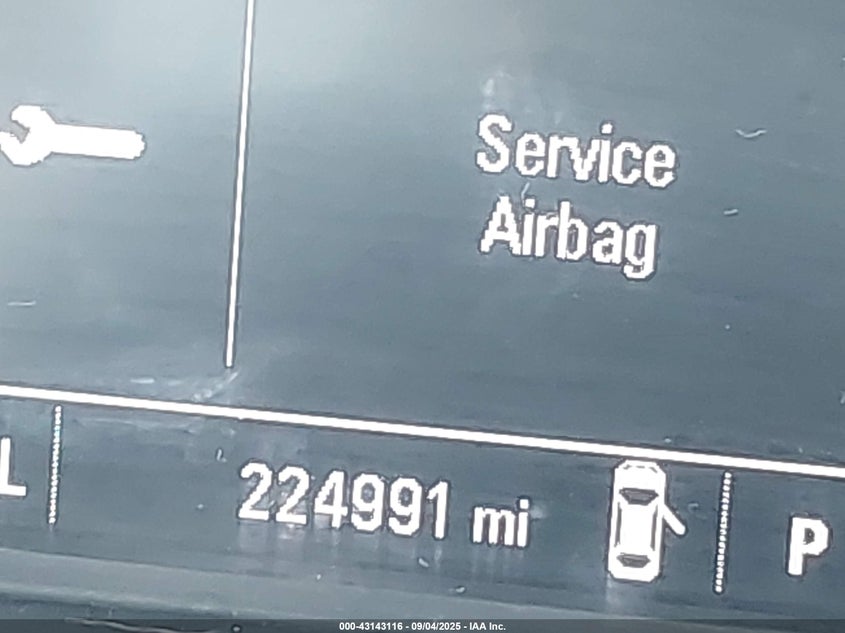 Service
Airbag
L
224991 mi
P
000-43143116 - 09/04/2025 - IAA Inc.